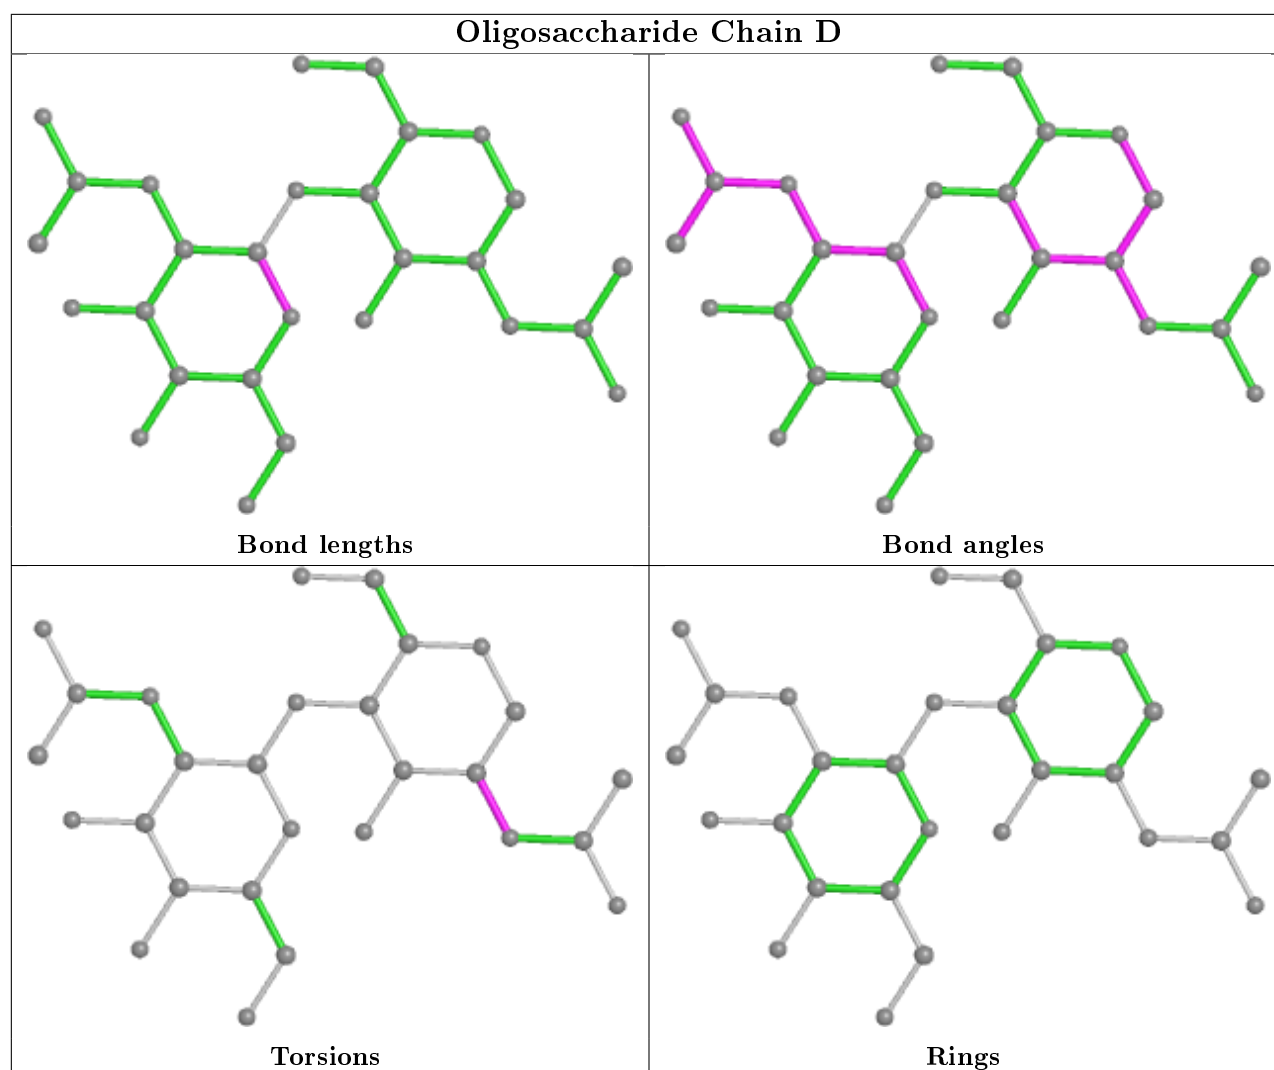 Oligosaccharide Chain D
Bond lengths
Bond angles
Torsions
Rings